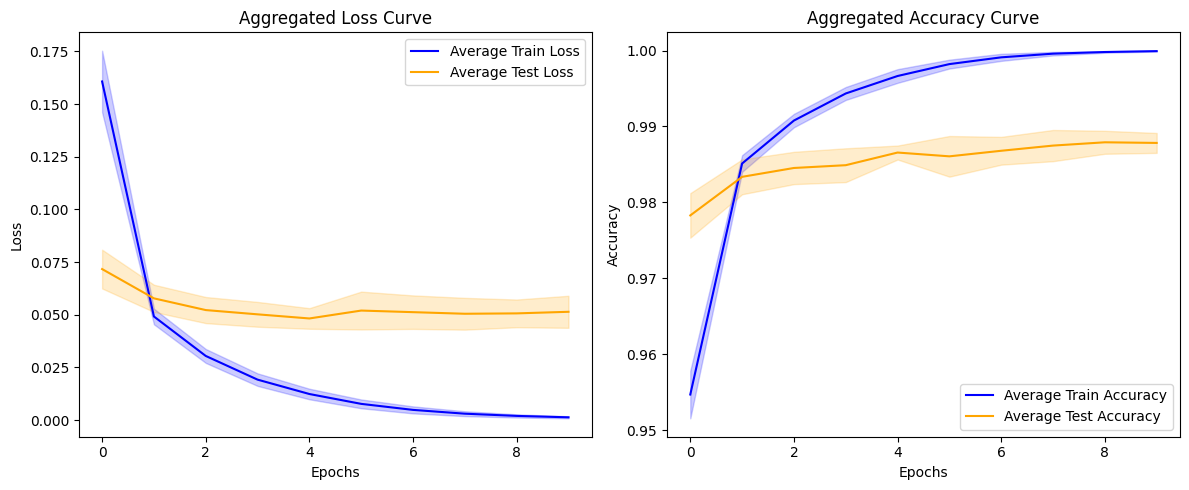 Aggregated Loss Curve
0.175
0.150
0.125
0.100
0.075
0.050
0.025
0.000
Loss
Average Train Loss
Average Test Loss
0 2 4 6 8
Epochs
Aggregated Accuracy Curve
1.00
0.99
0.98
0.97
0.96
0.95
Accuracy
Average Train Accuracy
Average Test Accuracy
0 2 4 6 8
Epochs